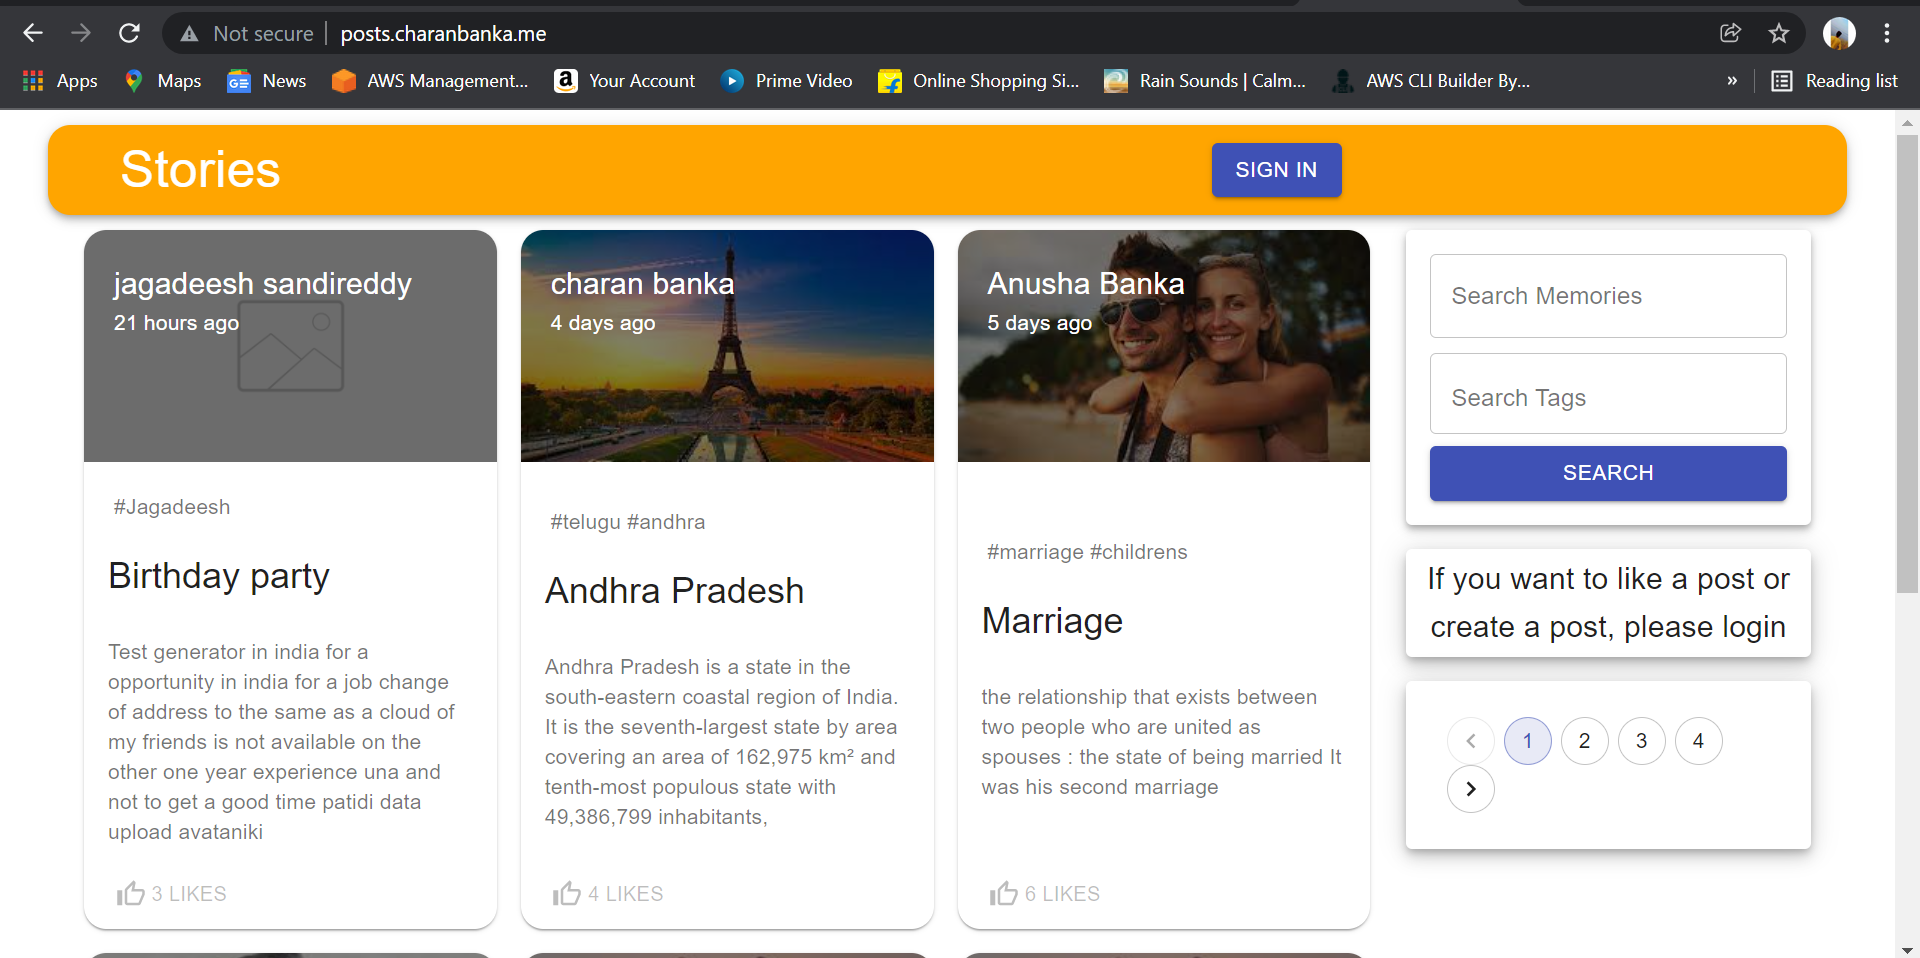 Not secure | posts.charanbanka.me
Apps Maps News AWS Management... a Your Account Prime Video Online Shopping Si... Rain Sounds | Calm... AWS CLI Builder By... » Reading list
Stories
SIGN IN
jagadeesh sandireddy
21 hours ago
#Jagadeesh
Birthday party
Test generator in india for a
opportunity in india for a job change
of address to the same as a cloud of
my friends is not available on the
other one year experience una and
not to get a good time patidi data
upload avataniki
3 LIKES
charan banka
4 days ago
#telugu #andhra
Andhra Pradesh
Andhra Pradesh is a state in the
south-eastern coastal region of India.
It is the seventh-largest state by area
covering an area of 162,975 km² and
tenth-most populous state with
49,386,799 inhabitants,
4 LIKES
Anusha Banka
5 days ago
#marriage #childrens
Marriage
the relationship that exists between
two people who are united as
spouses : the state of being married It
was his second marriage
6 LIKES
Search Memories
Search Tags
SEARCH
If you want to like a post or
create a post, please login
1 2 3 4